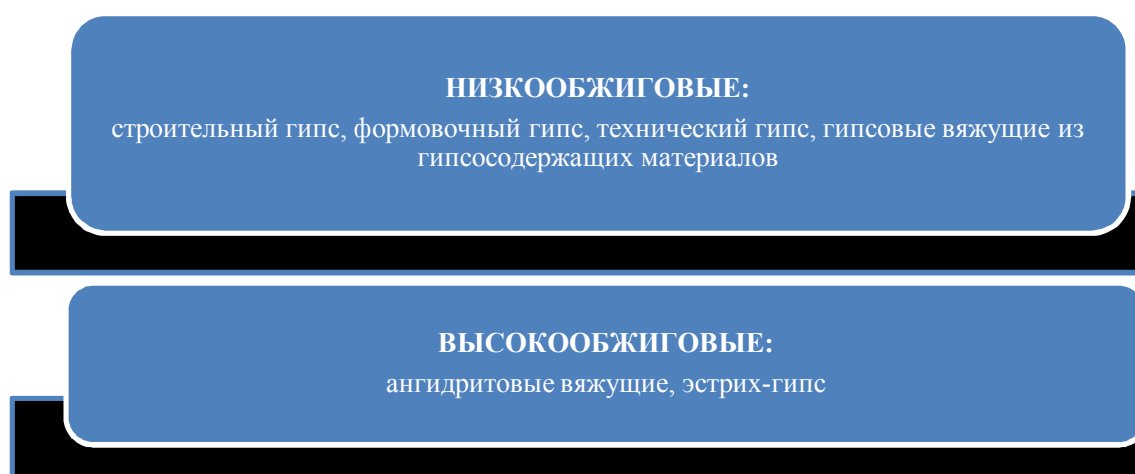 НИЗКООБЖИГОВЫЕ:
строительный гипс, формовочный гипс, технический гипс, гипсовые вяжущие из
гипсосодержащих материалов
ВЫСОКООБЖИГОВЫЕ:
ангидритовые вяжущие, эстрих-гипс